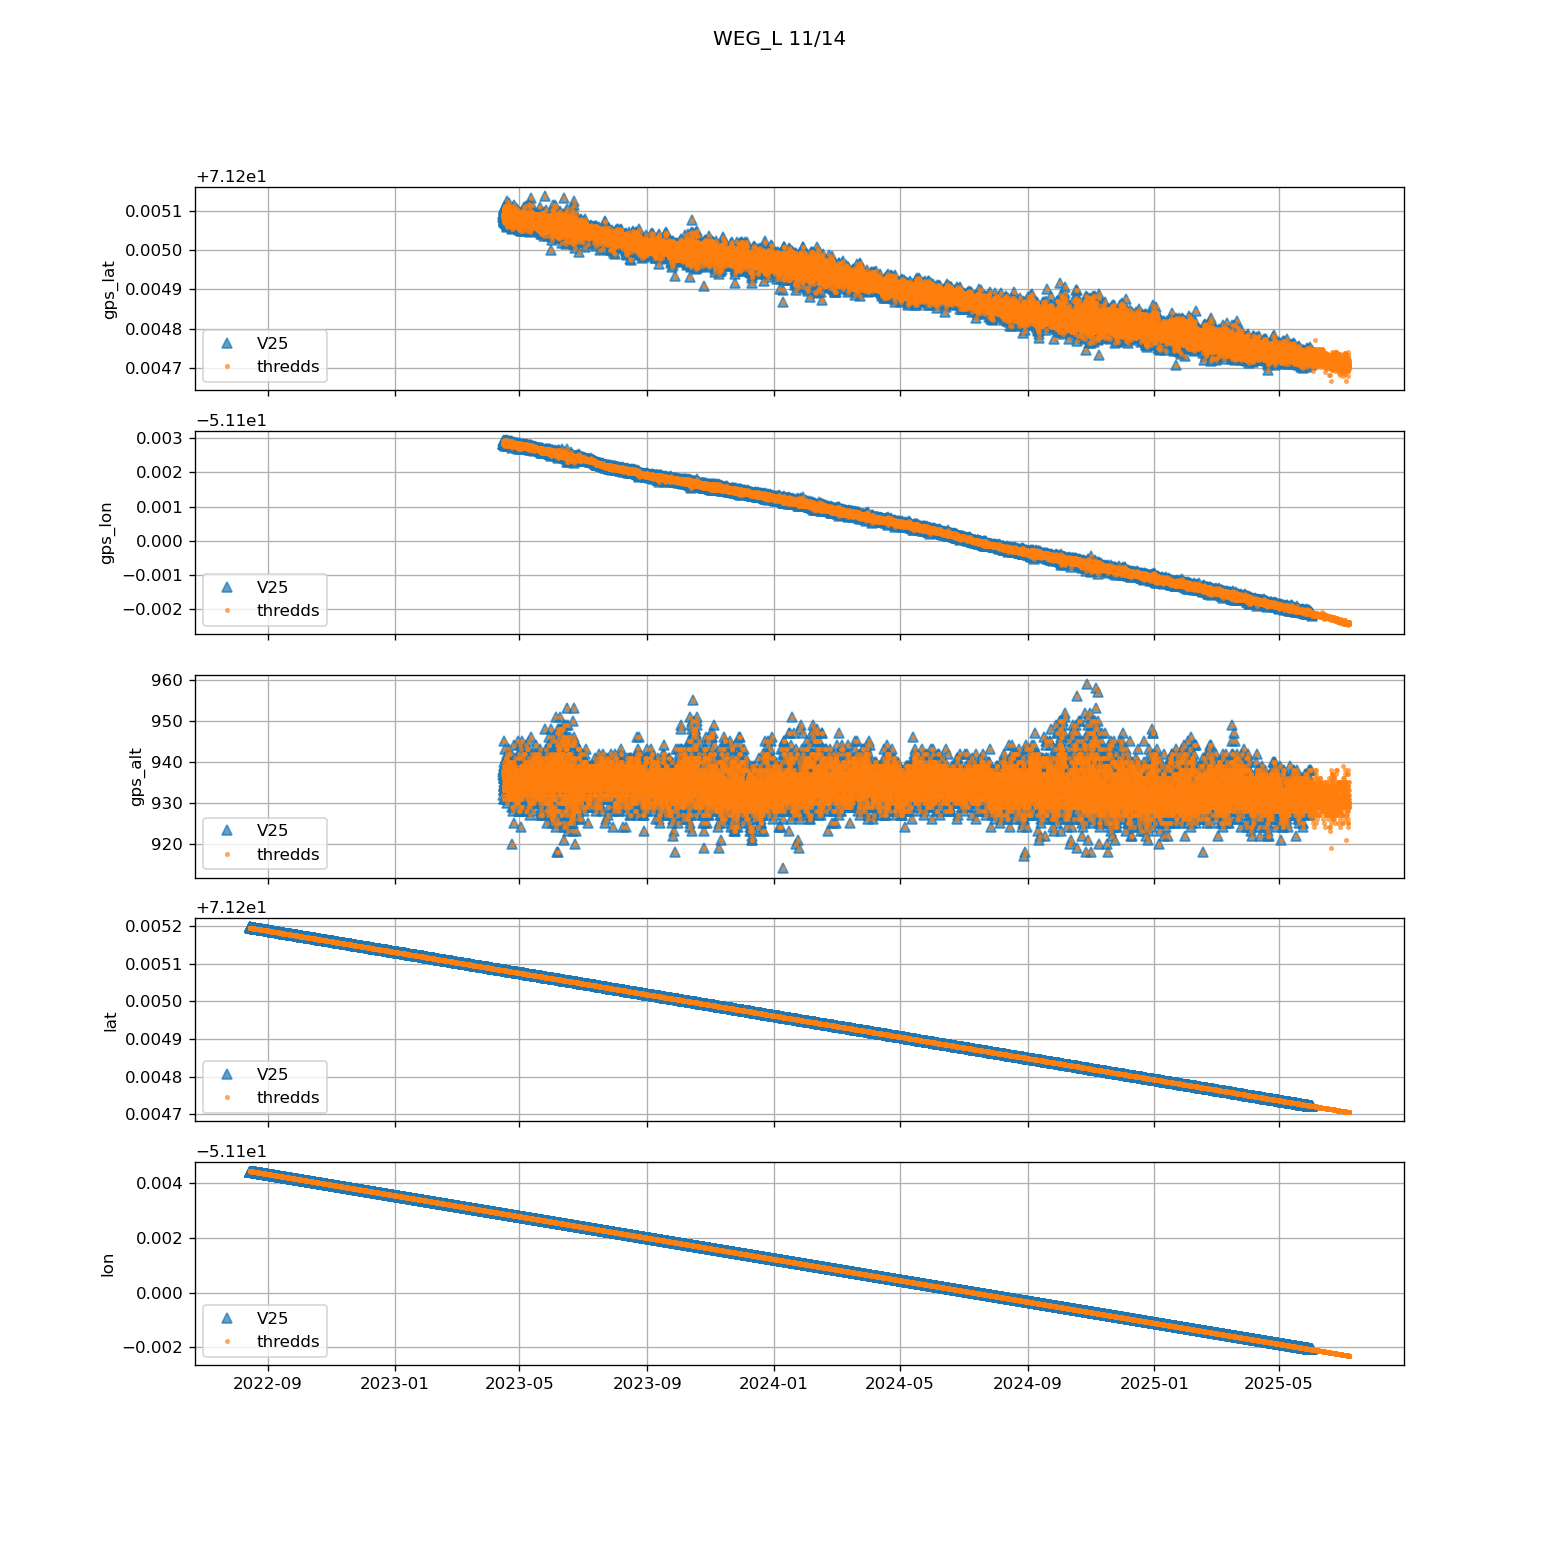 WEG_L 11/14
+7.12e1
0.0051
0.0050
0.0049
0.0048
0.0047
gps_lat
V25
thredds
−5.11e1
0.003
0.002
0.001
0.000
−0.001
−0.002
gps_lon
V25
thredds
960
950
940
930
920
gps_alt
V25
thredds
+7.12e1
0.0052
0.0051
0.0050
0.0049
0.0048
0.0047
lat
V25
thredds
−5.11e1
0.004
0.002
0.000
−0.002
lon
V25
thredds
2022-09 2023-01 2023-05 2023-09 2024-01 2024-05 2024-09 2025-01 2025-05